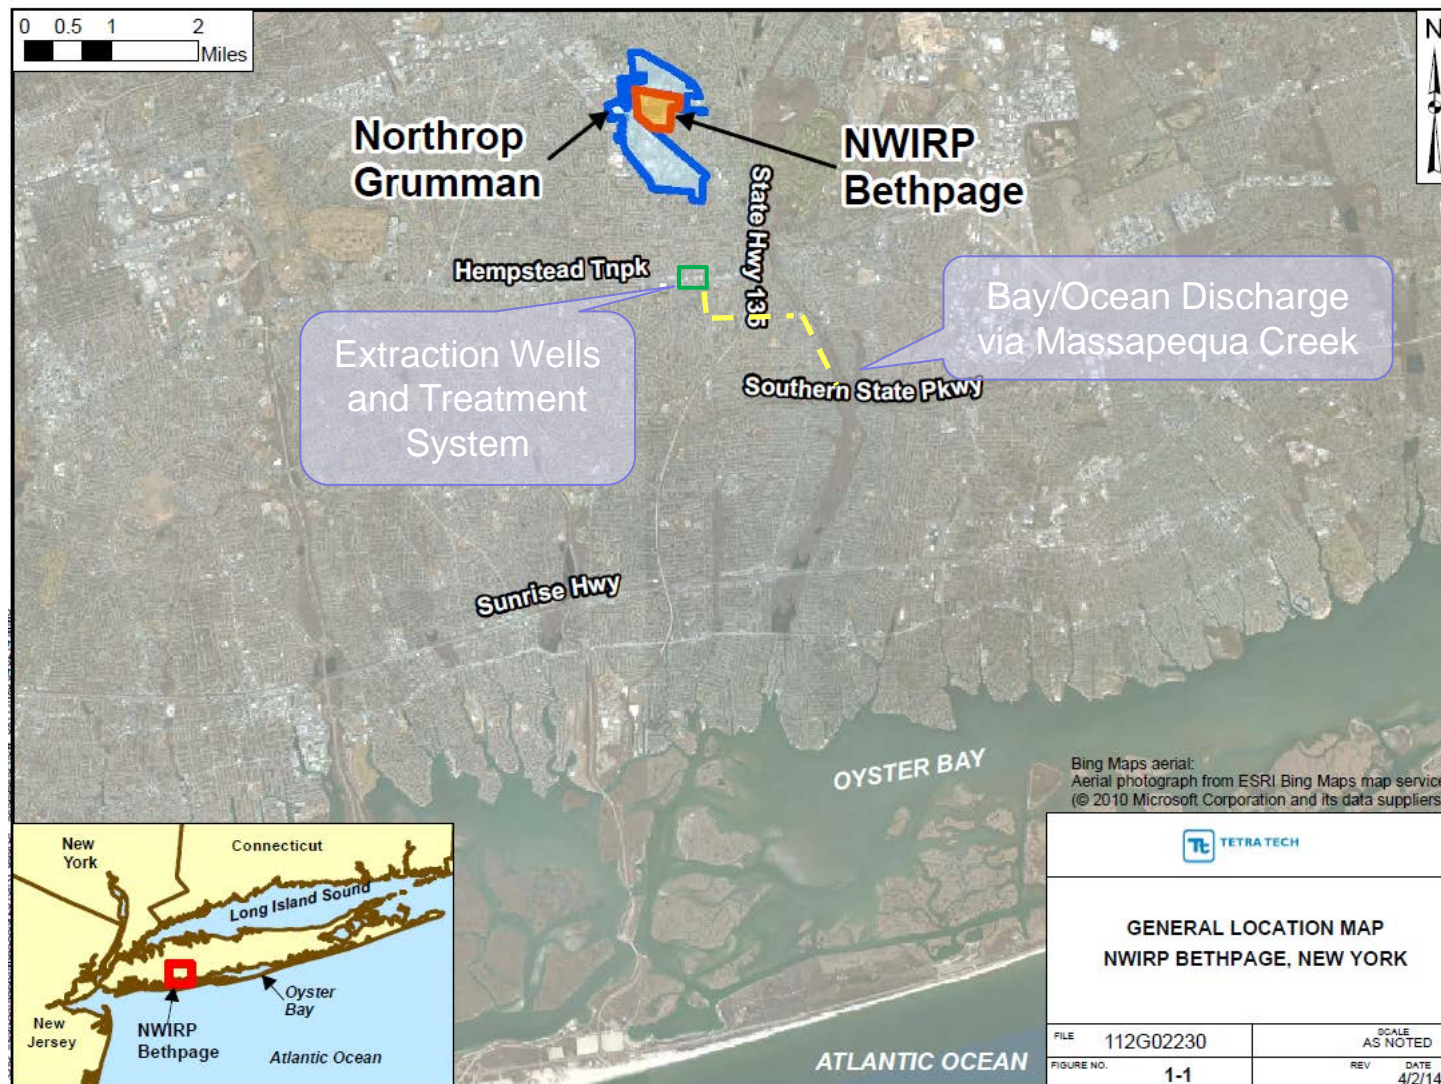 0 0.5 1 2
Miles
N
Northrop
Grumman
NWIRP
Bethpage
State Hwy 135
Hempstead Tnpk
Bay/Ocean Discharge
via Massapequa Creek
Extraction Wells
and Treatment
System
Southern State Pkwy
Sunrise Hwy
OYSTER BAY
Bing Maps aerial:
Aerial photograph from ESRI Bing Maps map service
(© 2010 Microsoft Corporation and its data suppliers
ATLANTIC OCEAN
New
York
Connecticut
Long Island Sound
Oyster
Bay
New
Jersey
NWIRP
Bethpage
Atlantic Ocean
Tt TETRA TECH
GENERAL LOCATION MAP
NWIRP BETHPAGE, NEW YORK
FILE 112G02230
SCALE
AS NOTED
FIGURE NO. 1-1
REV DATE
4/2/14